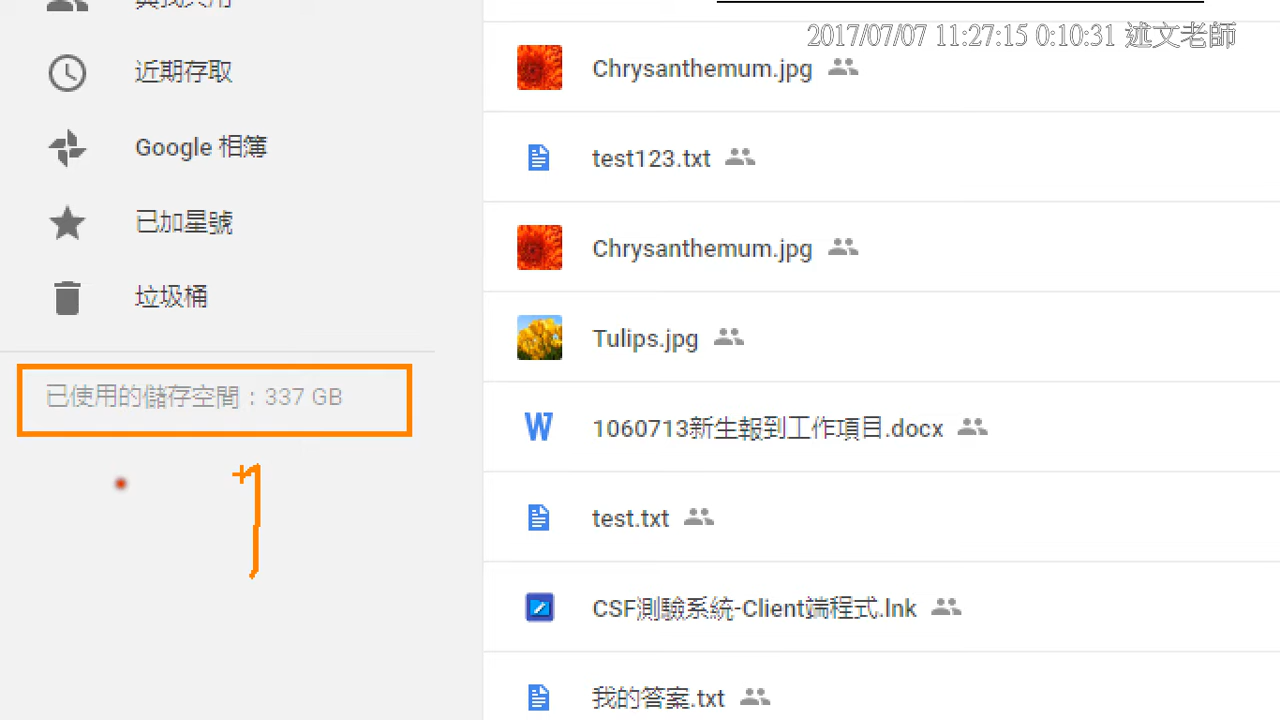 2017/07/07 11:27:15 0:10:31 述文老師
近期存取
Google 相簿
已加星號
垃圾桶
已使用的儲存空間：337 GB
1
Chrysanthemum.jpg
test123.txt
Chrysanthemum.jpg
Tulips.jpg
1060713新生報到工作項目.docx
test.txt
CSF測驗系統-Client端程式.lnk
我的答案.txt